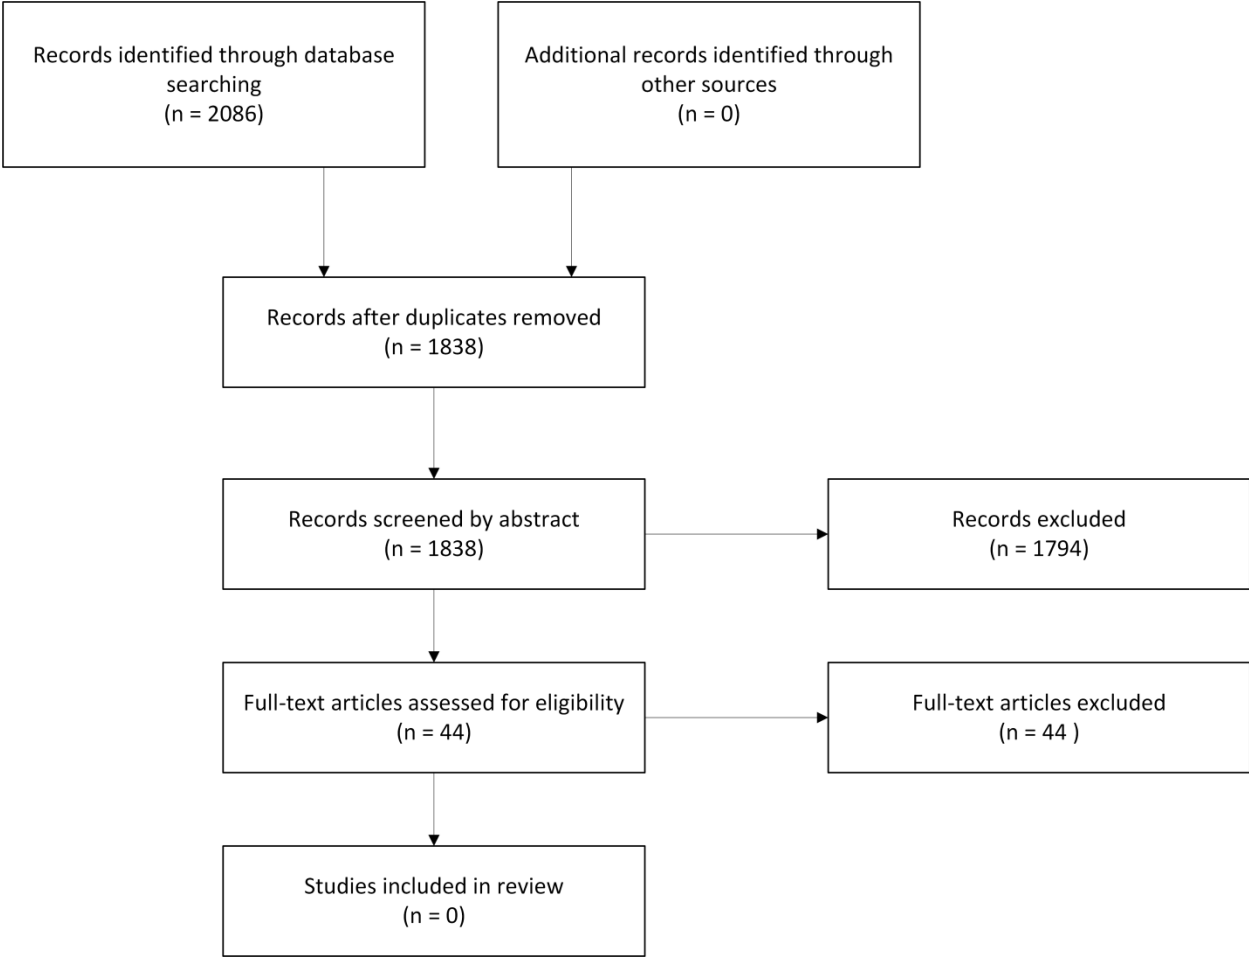 Records identified through database
searching
(n = 2086)
Additional records identified through
other sources
(n = 0)
Records after duplicates removed
(n = 1838)
Records screened by abstract
(n = 1838)
Records excluded
(n = 1794)
Full-text articles assessed for eligibility
(n = 44)
Full-text articles excluded
(n = 44 )
Studies included in review
(n = 0)